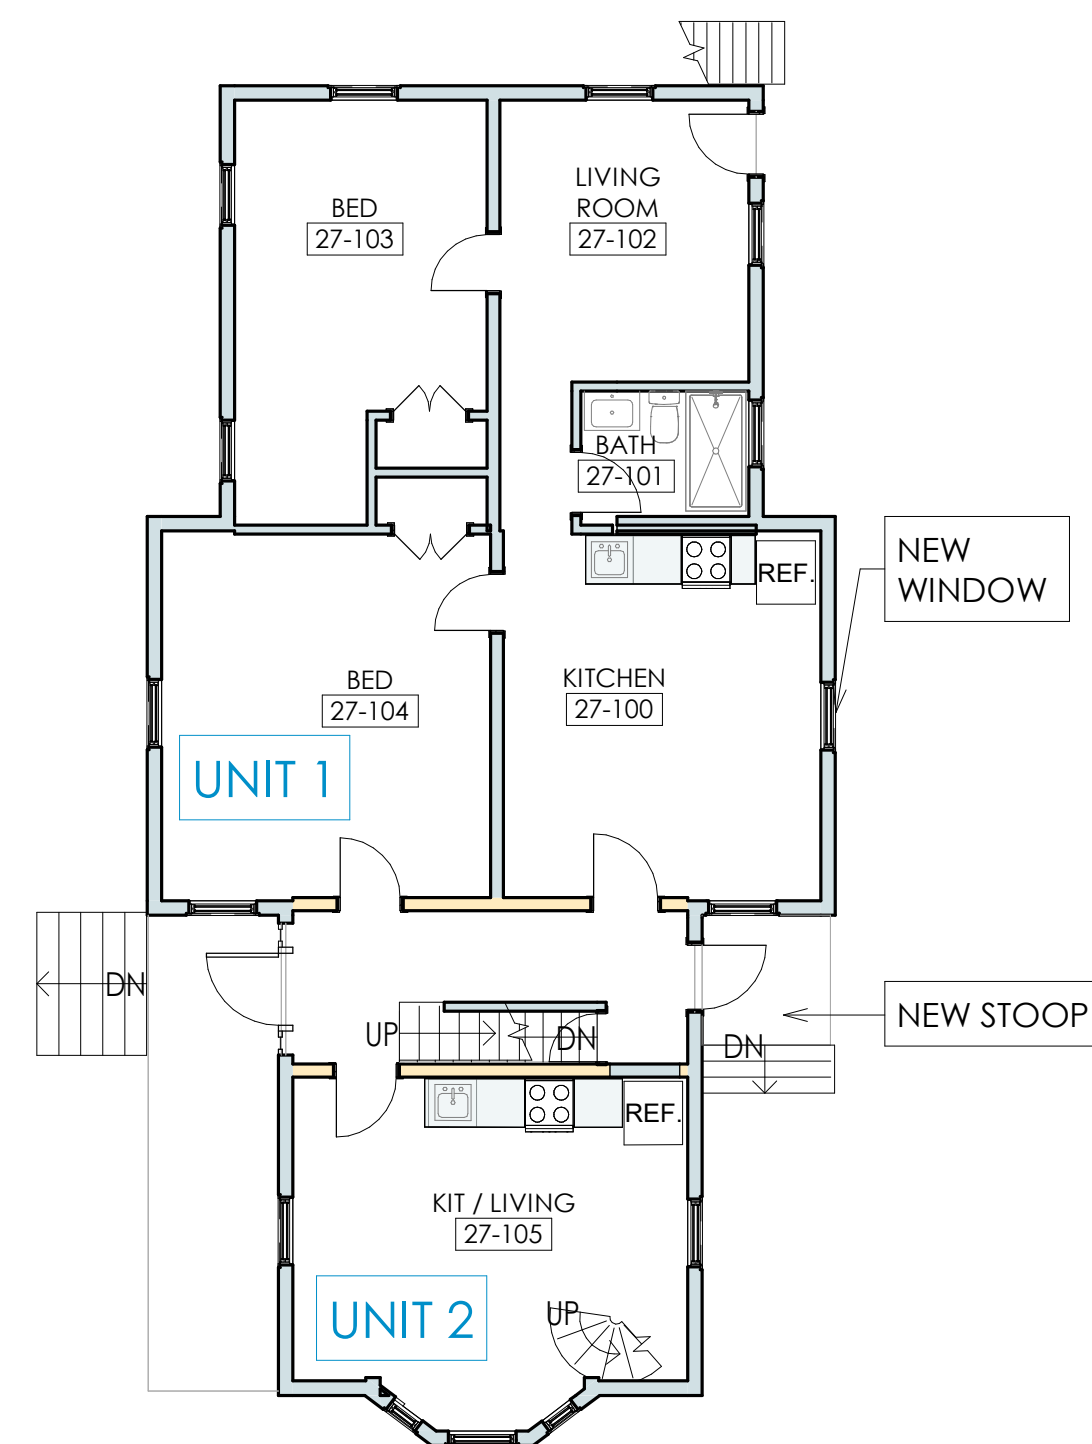 BED
27-103
LIVING
ROOM
27-102
BATH
27-101
REF.
NEW
WINDOW
BED
27-104
KITCHEN
27-100
UNIT 1
DN
NEW STOOP
UP
DN
DN
REF.
KIT / LIVING
27-105
UP
UNIT 2